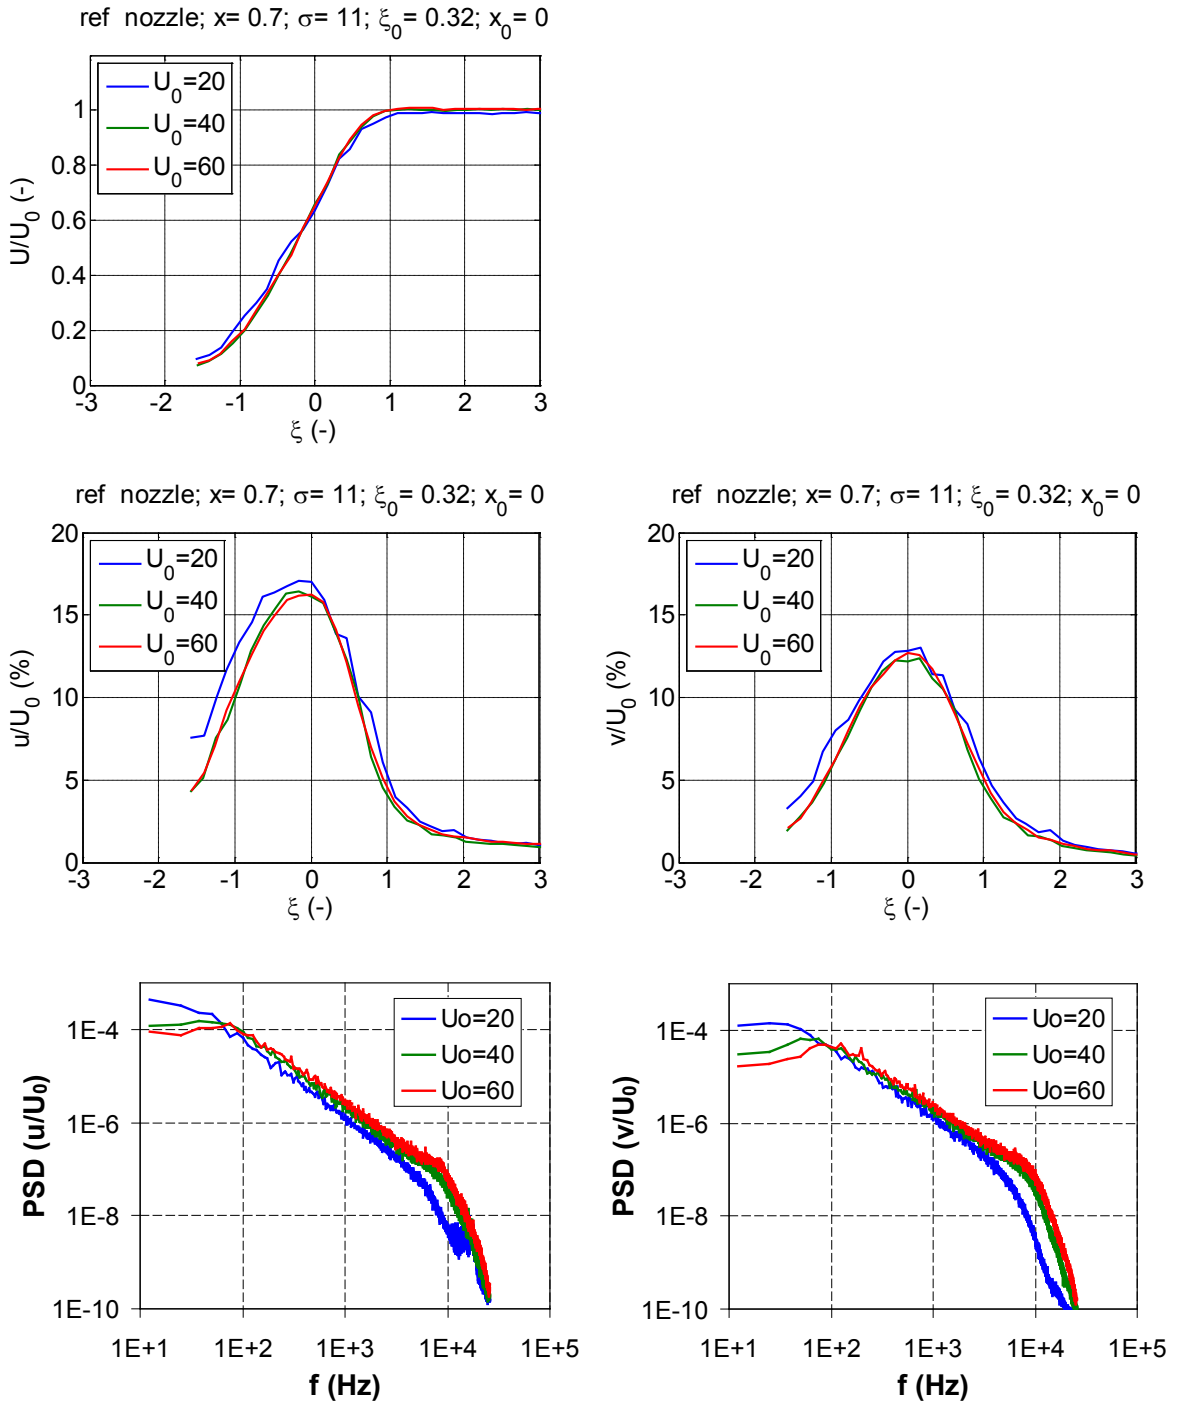 ref nozzle; x= 0.7; σ= 11; ξ0= 0.32; x0= 0
U/U0 (-)
1
0.8
0.6
0.4
0.2
0
U0=20
U0=40
U0=60
-3 -2 -1 0 1 2 3
ξ (-)
ref nozzle; x= 0.7; σ= 11; ξ0= 0.32; x0= 0
u/U0 (%)
20
15
10
5
0
U0=20
U0=40
U0=60
-3 -2 -1 0 1 2 3
ξ (-)
ref nozzle; x= 0.7; σ= 11; ξ0= 0.32; x0= 0
v/U0 (%)
20
15
10
5
0
U0=20
U0=40
U0=60
-3 -2 -1 0 1 2 3
ξ (-)
PSD (u/U0)
1E-4
1E-6
1E-8
1E-10
Uo=20
Uo=40
Uo=60
1E+1 1E+2 1E+3 1E+4 1E+5
f (Hz)
PSD (v/U0)
1E-4
1E-6
1E-8
1E-10
Uo=20
Uo=40
Uo=60
1E+1 1E+2 1E+3 1E+4 1E+5
f (Hz)